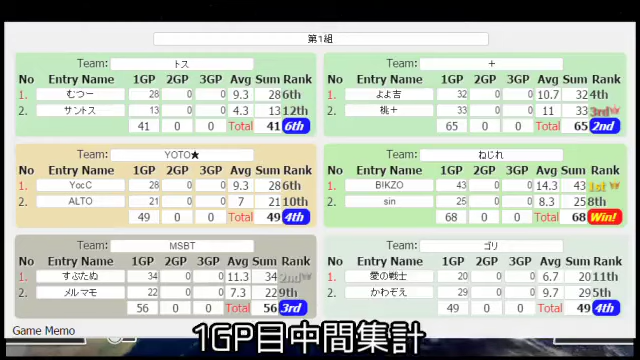 第1組
Team: トス
No Entry Name 1GP 2GP 3GP Avg Sum Rank
1. むつー 28 0 0 9.3 28 6th
2. サントス 13 0 0 4.3 13 12th
41 0 0 Total 41 6th
Team: +
No Entry Name 1GP 2GP 3GP Avg Sum Rank
1. よよ吉 32 0 0 10.7 32 4th
2. 桃+ 33 0 0 11 33 3rd
65 0 0 Total 65 2nd
Team: YOTO★
No Entry Name 1GP 2GP 3GP Avg Sum Rank
1. YocC 28 0 0 9.3 28 6th
2. ALTO 21 0 0 7 21 10th
49 0 0 Total 49 4th
Team: ねじれ
No Entry Name 1GP 2GP 3GP Avg Sum Rank
1. B!KZO 43 0 0 14.3 43 1st
2. sin 25 0 0 8.3 25 8th
68 0 0 Total 68 Win!
Team: MSBT
No Entry Name 1GP 2GP 3GP Avg Sum Rank
1. すぶたぬ 34 0 0 11.3 34 2nd
2. メルマモ 22 0 0 7.3 22 9th
56 0 0 Total 56 3rd
Team: ゴリ
No Entry Name 1GP 2GP 3GP Avg Sum Rank
1. 愛の戦士 20 0 0 6.7 20 11th
2. かわぞえ 29 0 0 9.7 29 5th
49 0 0 Total 49 4th
Game Memo
1GP目中間集計